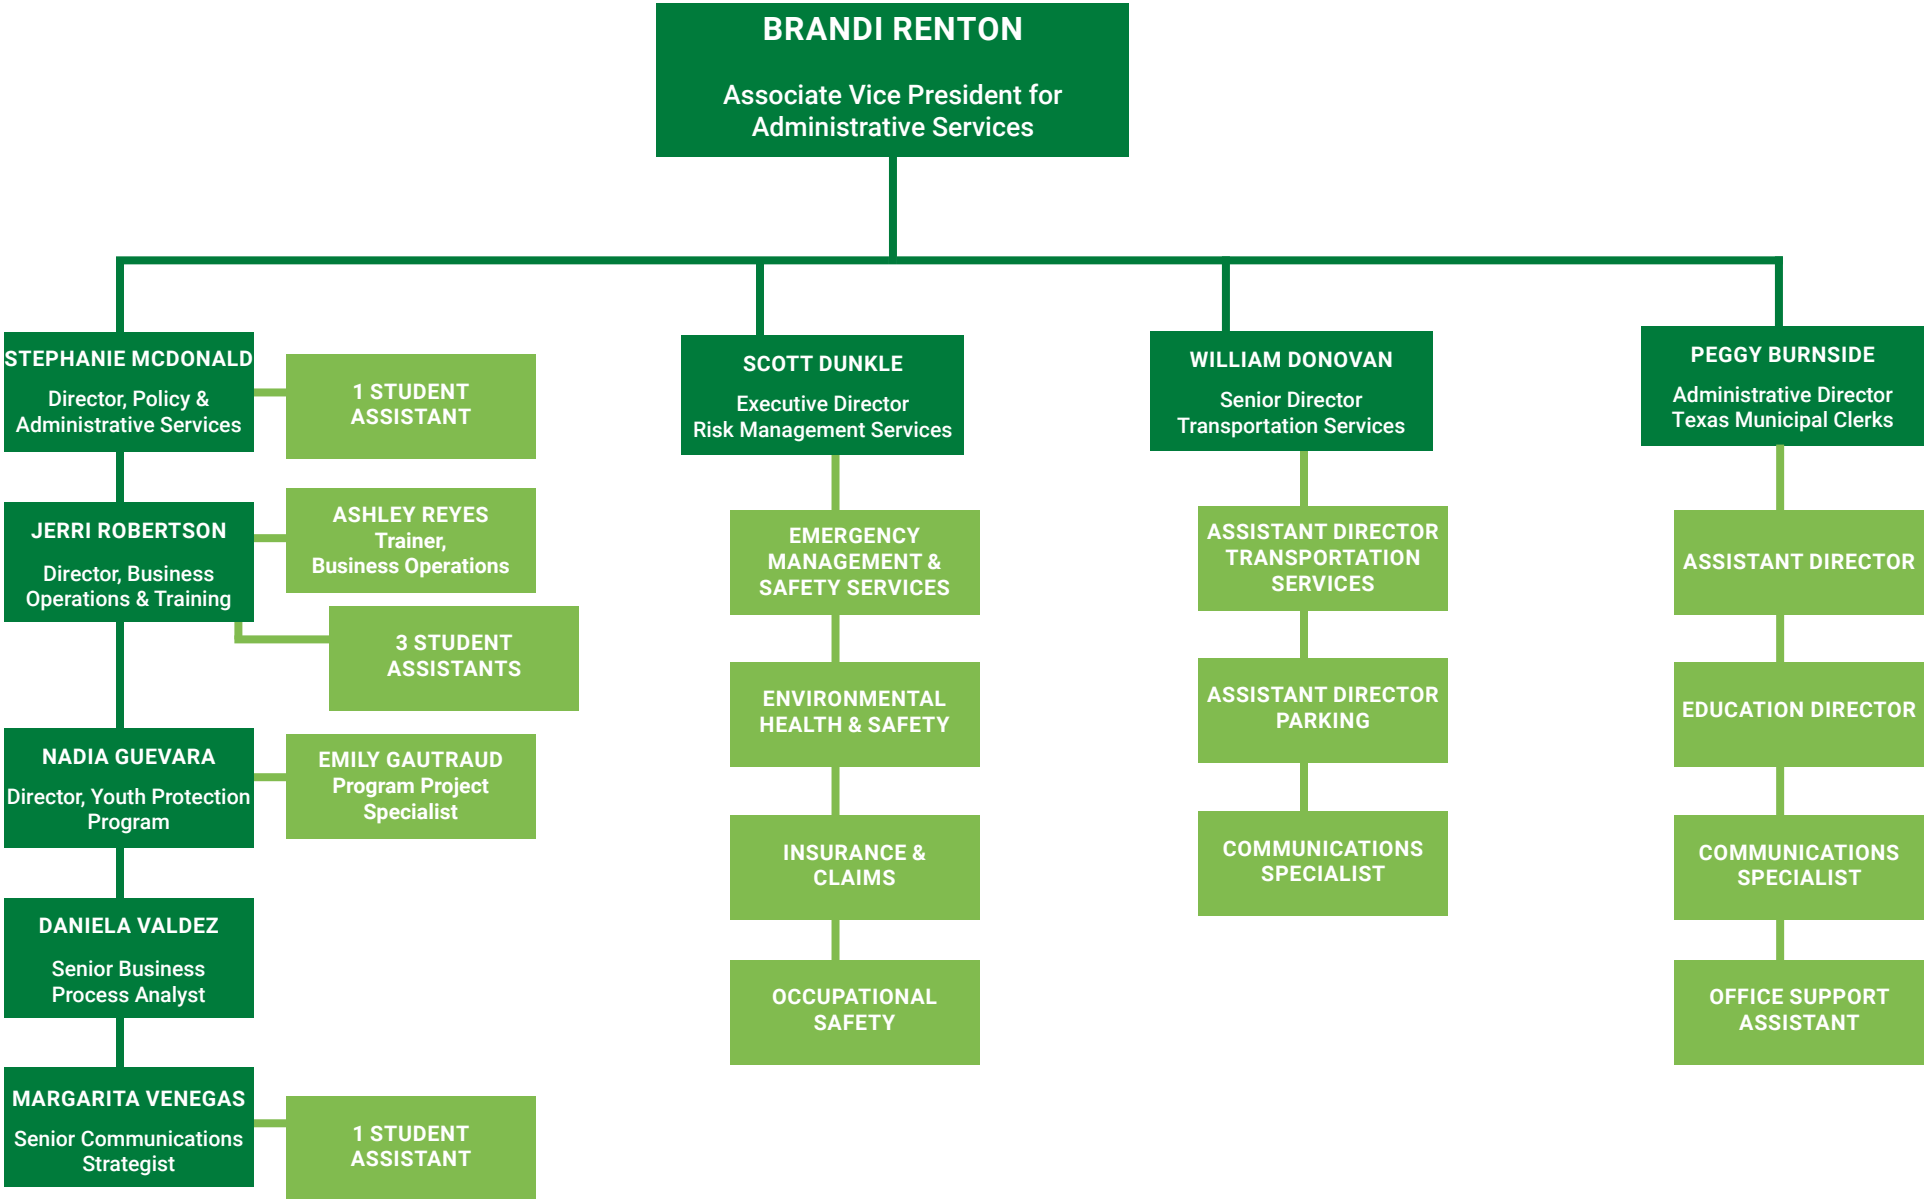 BRANDI RENTON
Associate Vice President for
Administrative Services
STEPHANIE MCDONALD
Director, Policy &
Administrative Services
1 STUDENT
ASSISTANT
JERRI ROBERTSON
Director, Business
Operations & Training
ASHLEY REYES
Trainer,
Business Operations
3 STUDENT
ASSISTANTS
NADIA GUEVARA
Director, Youth Protection
Program
EMILY GAUTRAUD
Program Project
Specialist
DANIELA VALDEZ
Senior Business
Process Analyst
MARGARITA VENEGAS
Senior Communications
Strategist
1 STUDENT
ASSISTANT
SCOTT DUNKLE
Executive Director
Risk Management Services
EMERGENCY
MANAGEMENT &
SAFETY SERVICES
ENVIRONMENTAL
HEALTH & SAFETY
INSURANCE &
CLAIMS
OCCUPATIONAL
SAFETY
WILLIAM DONOVAN
Senior Director
Transportation Services
ASSISTANT DIRECTOR
TRANSPORTATION
SERVICES
ASSISTANT DIRECTOR
PARKING
COMMUNICATIONS
SPECIALIST
PEGGY BURNSIDE
Administrative Director
Texas Municipal Clerks
ASSISTANT DIRECTOR
EDUCATION DIRECTOR
COMMUNICATIONS
SPECIALIST
OFFICE SUPPORT
ASSISTANT